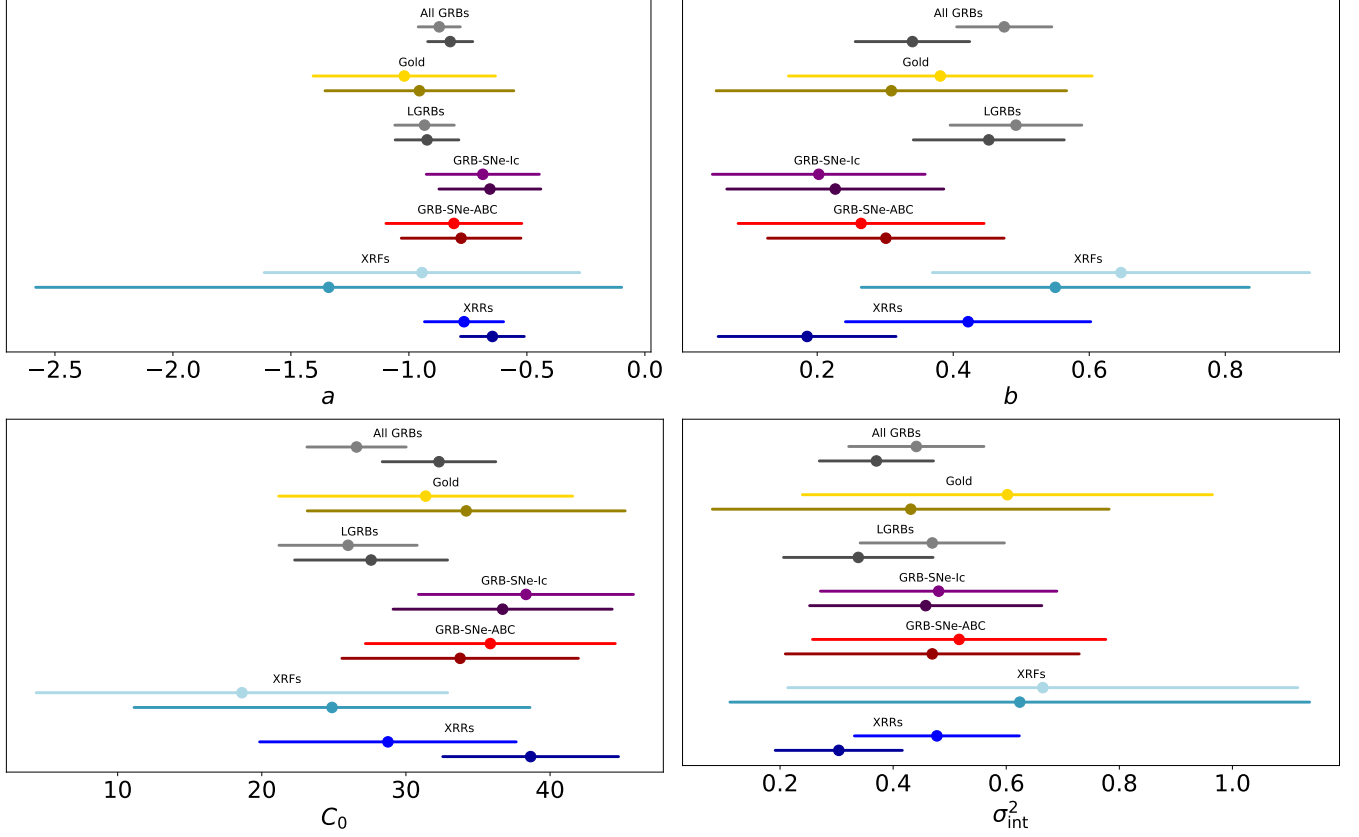 All GRBs
Gold
LGRBs
GRB-SNe-Ic
GRB-SNe-ABC
XRFs
XRRs
−2.5 −2.0 −1.5 −1.0 −0.5 0.0
a
All GRBs
Gold
LGRBs
GRB-SNe-Ic
GRB-SNe-ABC
XRFs
XRRs
0.2 0.4 0.6 0.8
b
All GRBs
Gold
LGRBs
GRB-SNe-Ic
GRB-SNe-ABC
XRFs
XRRs
10 20 30 40
C₀
All GRBs
Gold
LGRBs
GRB-SNe-Ic
GRB-SNe-ABC
XRFs
XRRs
0.2 0.4 0.6 0.8 1.0
σ²int